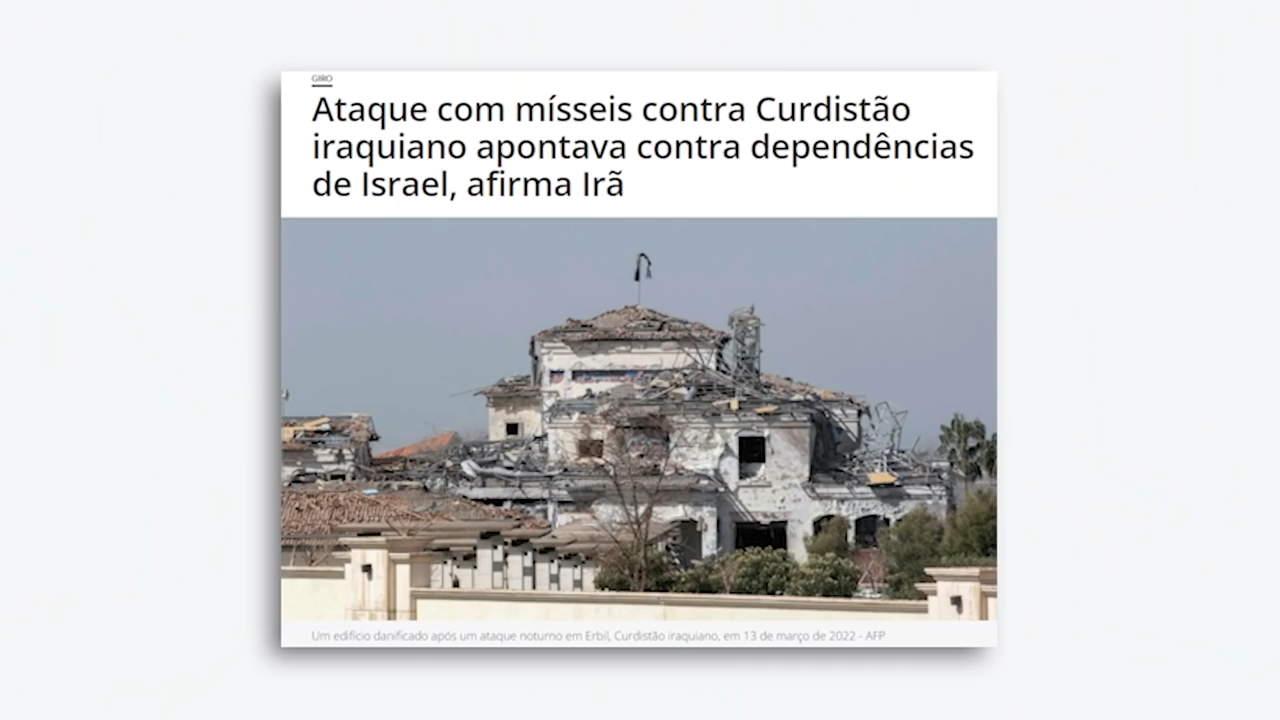 GIRO
Ataque com mísseis contra Curdistão
iraquiano apontava contra dependências
de Israel, afirma Irã
Um edifício danificado após um ataque noturno em Erbil, Curdistão iraquiano, em 13 de março de 2022 - AFP